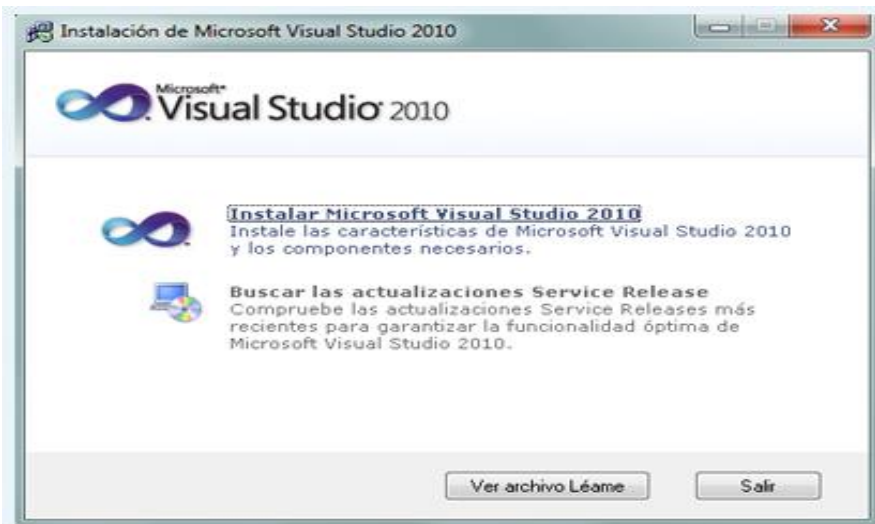 Instalación de Microsoft Visual Studio 2010
Microsoft®
Visual Studio 2010
Instalar Microsoft Visual Studio 2010
Instale las características de Microsoft Visual Studio 2010
y los componentes necesarios.
Buscar las actualizaciones Service Release
Compruebe las actualizaciones Service Releases más
recientes para garantizar la funcionalidad óptima de
Microsoft Visual Studio 2010.
Ver archivo Léame
Salir